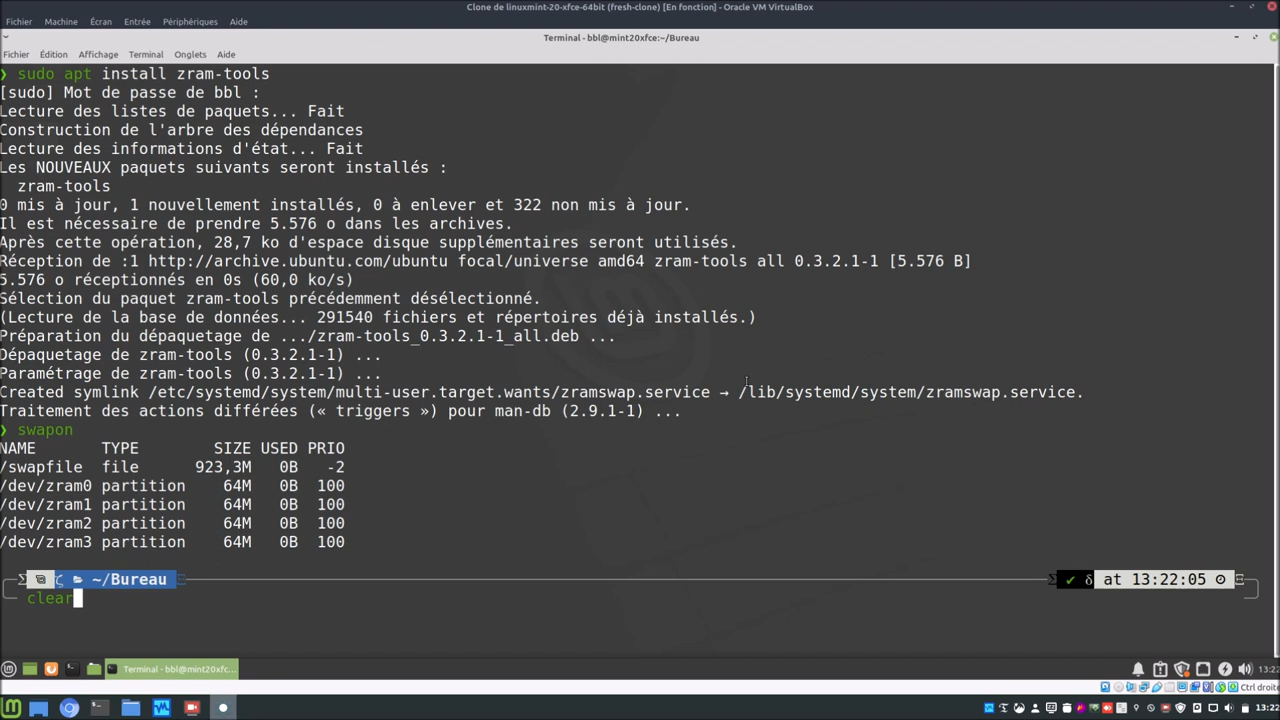 Clone de linuxmint-20-xfce-64bit (fresh-clone) [En fonction] - Oracle VM VirtualBox
Fichier Machine Écran Entrée Périphériques Aide
Terminal - bbl@mint20xfce:~/Bureau
Fichier Édition Affichage Terminal Onglets Aide
❯ sudo apt install zram-tools
[sudo] Mot de passe de bbl :
Lecture des listes de paquets... Fait
Construction de l'arbre des dépendances
Lecture des informations d'état... Fait
Les NOUVEAUX paquets suivants seront installés :
zram-tools
0 mis à jour, 1 nouvellement installés, 0 à enlever et 322 non mis à jour.
Il est nécessaire de prendre 5.576 o dans les archives.
Après cette opération, 28,7 ko d'espace disque supplémentaires seront utilisés.
Réception de :1 http://archive.ubuntu.com/ubuntu focal/universe amd64 zram-tools all 0.3.2.1-1 [5.576 B]
5.576 o réceptionnés en 0s (60,0 ko/s)
Sélection du paquet zram-tools précédemment désélectionné.
(Lecture de la base de données... 291540 fichiers et répertoires déjà installés.)
Préparation du dépaquetage de .../zram-tools_0.3.2.1-1_all.deb ...
Dépaquetage de zram-tools (0.3.2.1-1) ...
Paramétrage de zram-tools (0.3.2.1-1) ...
Created symlink /etc/systemd/system/multi-user.target.wants/zramswap.service → /lib/systemd/system/zramswap.service.
Traitement des actions différées (« triggers ») pour man-db (2.9.1-1) ...
❯ swapon
NAME TYPE SIZE USED PRIO
/swapfile file 923,3M 0B -2
/dev/zram0 partition 64M 0B 100
/dev/zram1 partition 64M 0B 100
/dev/zram2 partition 64M 0B 100
/dev/zram3 partition 64M 0B 100
~/Bureau ✔ δ at 13:22:05
clear
Terminal - bbl@mint20xfc... 13:22
Ctrl droite
13:22